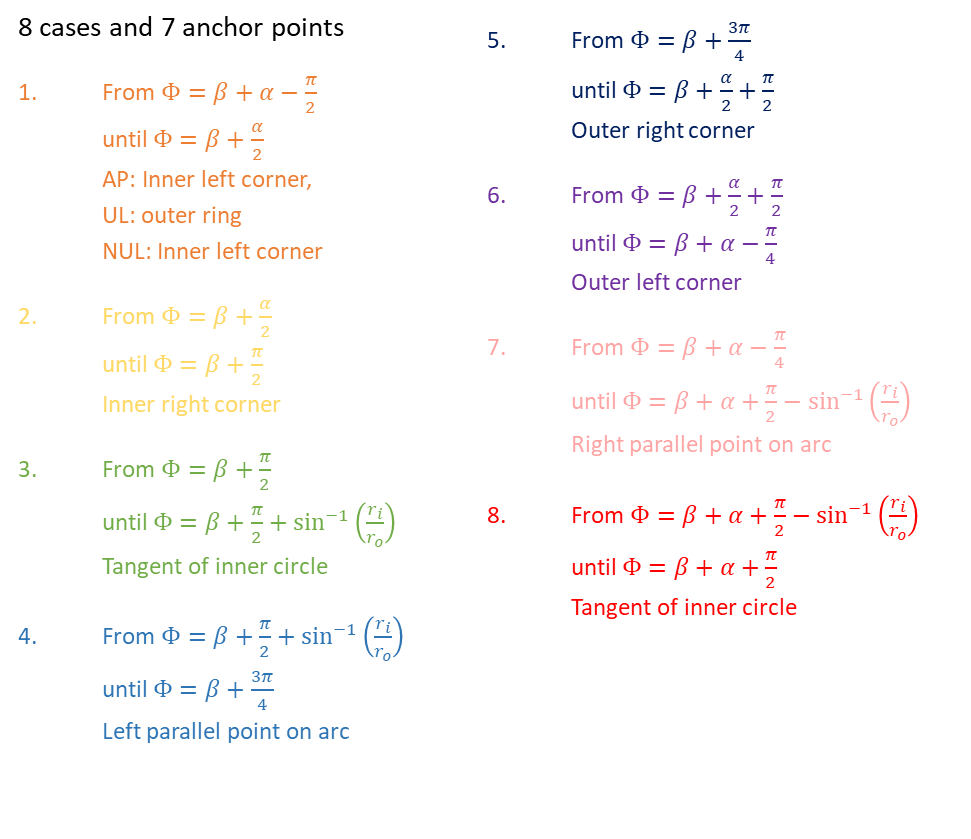 8 cases and 7 anchor points
1. From Φ = β + α − π/2
until Φ = β + α/2
AP: Inner left corner,
UL: outer ring
NUL: Inner left corner
2. From Φ = β + α/2
until Φ = β + π/2
Inner right corner
3. From Φ = β + π/2
until Φ = β + π/2 + sin⁻¹(rᵢ/rₒ)
Tangent of inner circle
4. From Φ = β + π/2 + sin⁻¹(rᵢ/rₒ)
until Φ = β + 3π/4
Left parallel point on arc
5. From Φ = β + 3π/4
until Φ = β + α/2 + π/2
Outer right corner
6. From Φ = β + α/2 + π/2
until Φ = β + α − π/4
Outer left corner
7. From Φ = β + α − π/4
until Φ = β + α + π/2 − sin⁻¹(rᵢ/rₒ)
Right parallel point on arc
8. From Φ = β + α + π/2 − sin⁻¹(rᵢ/rₒ)
until Φ = β + α + π/2
Tangent of inner circle